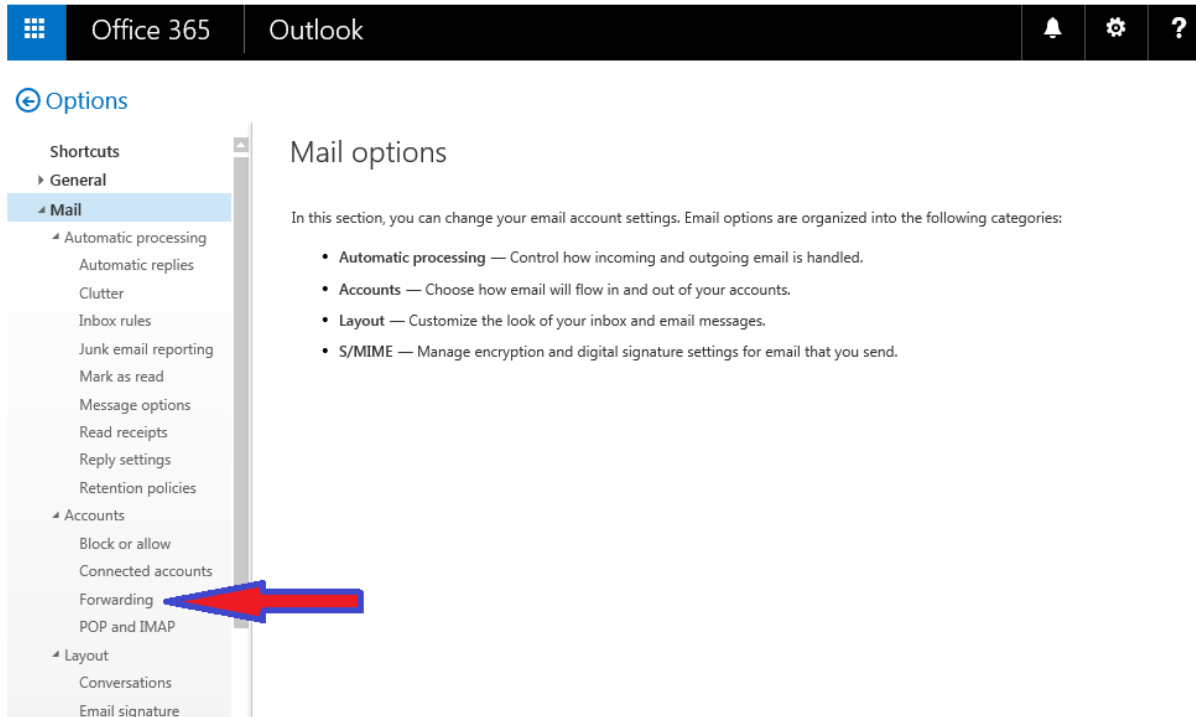 Office 365
Outlook
?
Options
Shortcuts
General
Mail
Automatic processing
Automatic replies
Clutter
Inbox rules
Junk email reporting
Mark as read
Message options
Read receipts
Reply settings
Retention policies
Accounts
Block or allow
Connected accounts
Forwarding
POP and IMAP
Layout
Conversations
Email signature
Mail options
In this section, you can change your email account settings. Email options are organized into the following categories:
• Automatic processing — Control how incoming and outgoing email is handled.
• Accounts — Choose how email will flow in and out of your accounts.
• Layout — Customize the look of your inbox and email messages.
• S/MIME — Manage encryption and digital signature settings for email that you send.